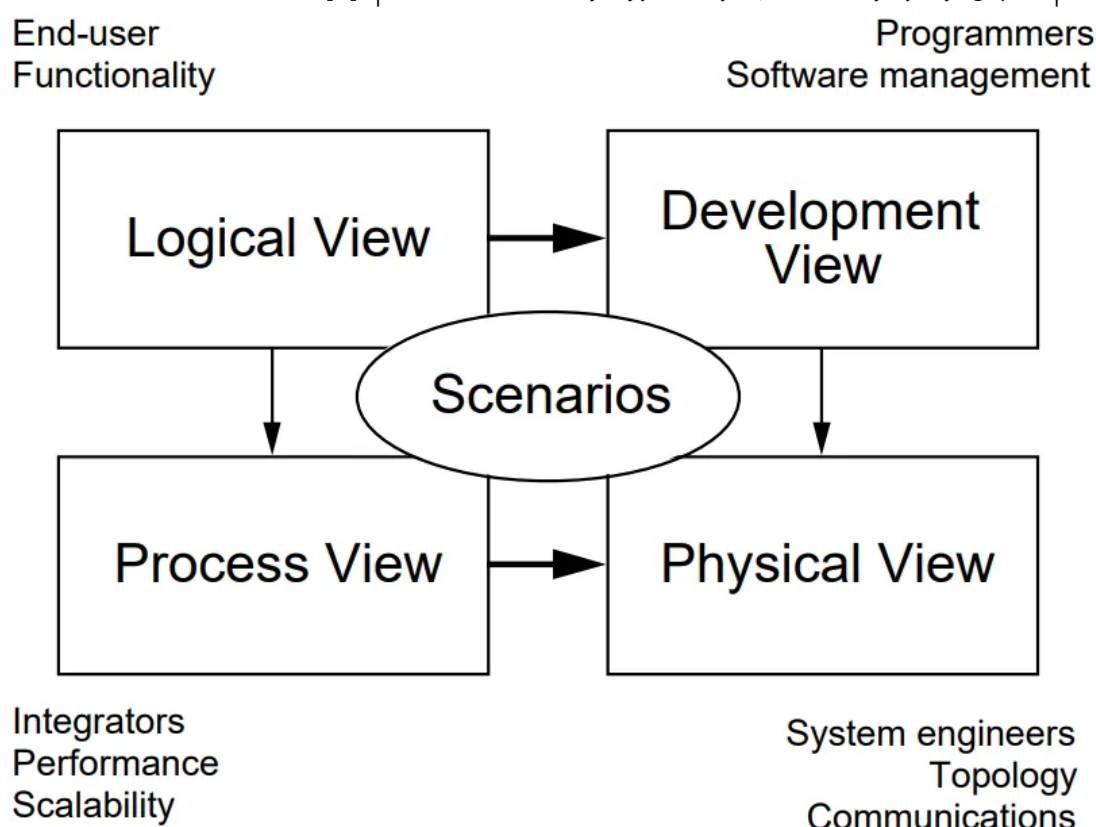 End-user
Functionality
Programmers
Software management
Logical View
Development
View
Scenarios
Process View
Physical View
Integrators
Performance
Scalability
System engineers
Topology
Communications